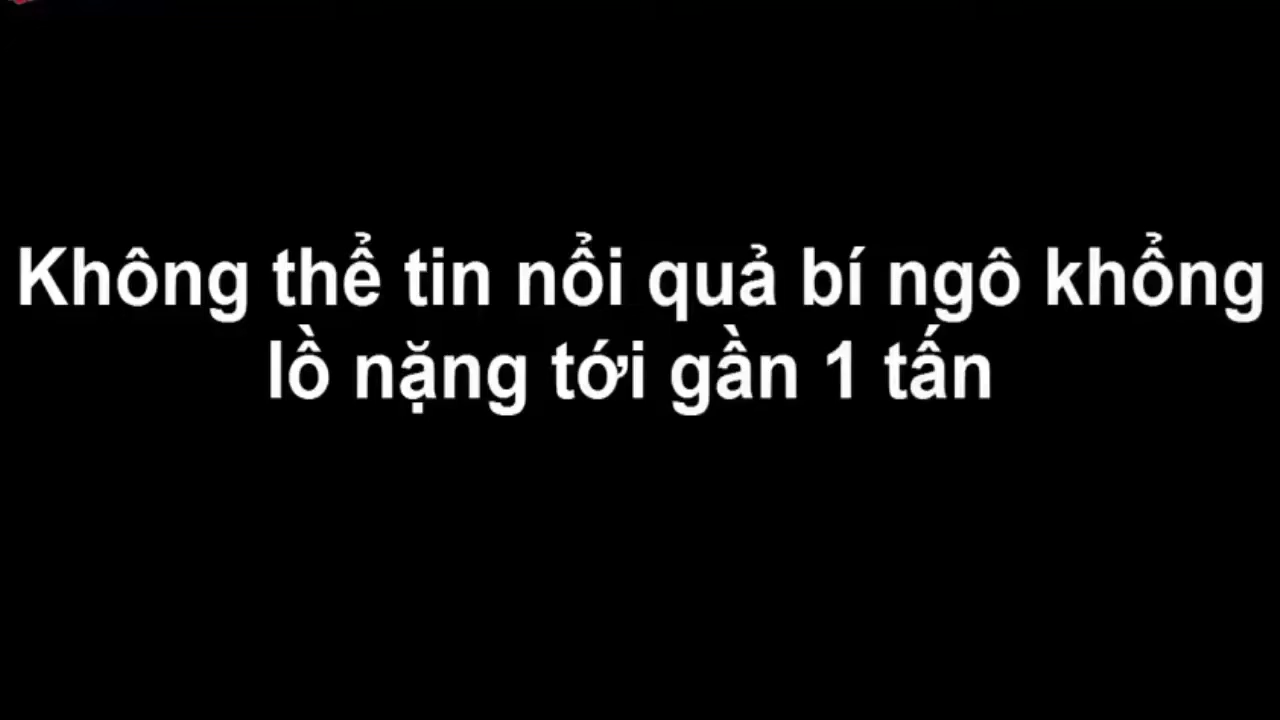 Không thể tin nổi quả bí ngô khổng
lồ nặng tới gần 1 tấn